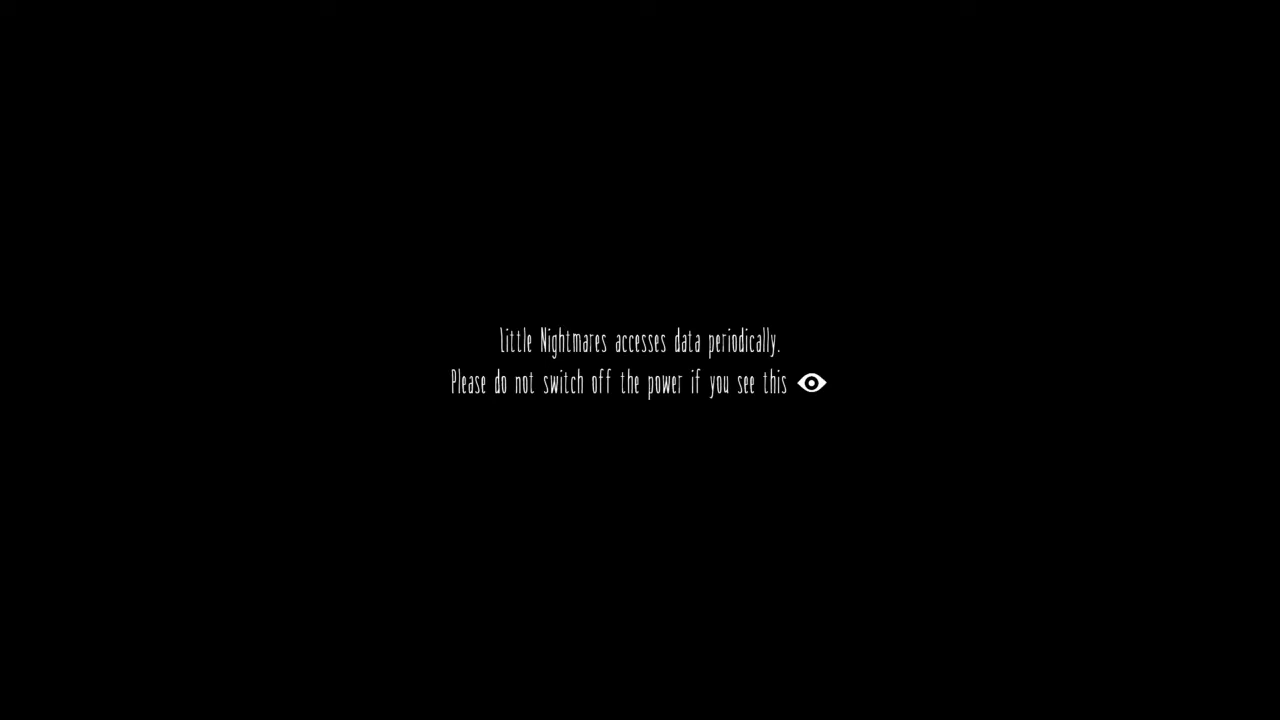 Little Nightmares accesses data periodically.
Please do not switch off the power if you see this